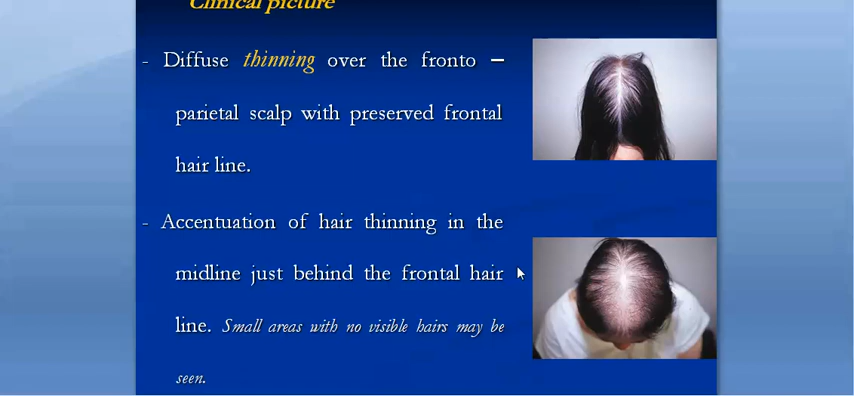 Clinical picture
- Diffuse thinning over the fronto –
parietal scalp with preserved frontal
hair line.
- Accentuation of hair thinning in the
midline just behind the frontal hair
line. Small areas with no visible hairs may be
seen.